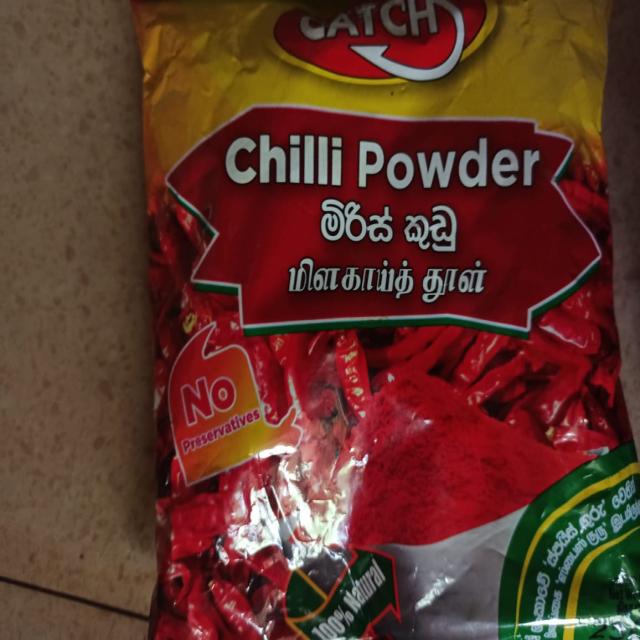 CATCH
Chilli Powder
මිරිස් කුඩු
மிளகாய்த் தூள்
No
Preservatives
100% Natural